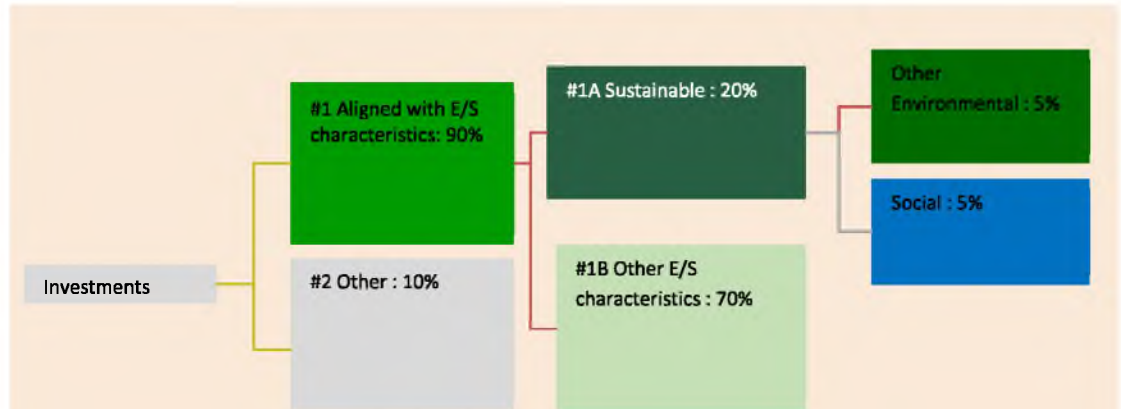 Investments
#1 Aligned with E/S
characteristics: 90%
#2 Other : 10%
#1A Sustainable : 20%
#1B Other E/S
characteristics : 70%
Other
Environmental : 5%
Social : 5%